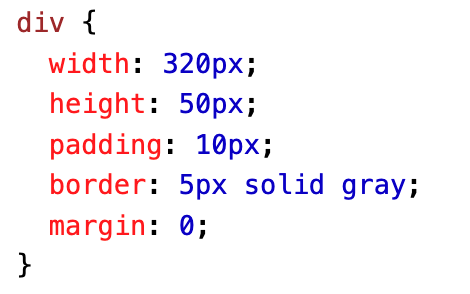 div {
  width: 320px;
  height: 50px;
  padding: 10px;
  border: 5px solid gray;
  margin: 0;
}